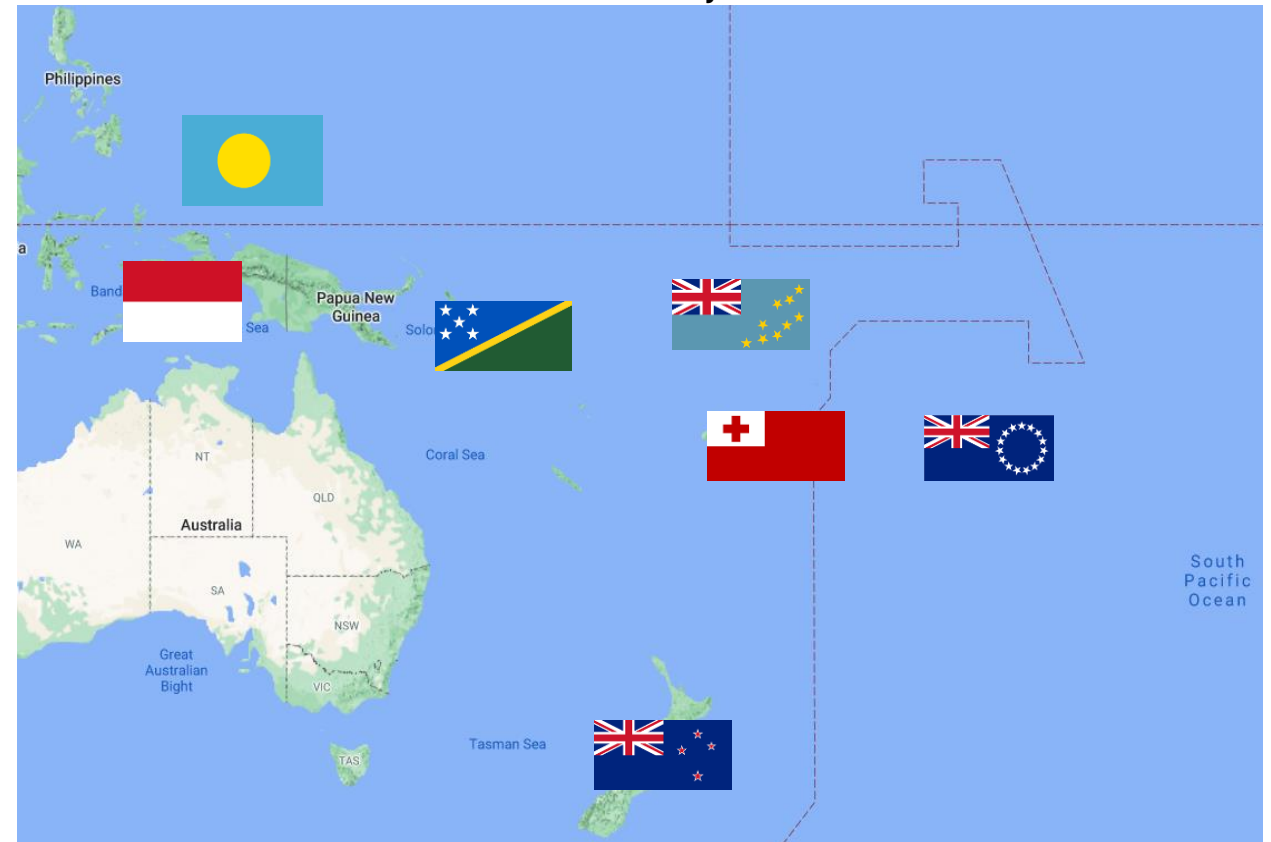 Philippines
a
Band
Sea
Papua New
Guinea
Solo
Coral Sea
NT
QLD
Australia
WA
SA
NSW
Great
Australian
Bight
VIC
TAS
Tasman Sea
South
Pacific
Ocean